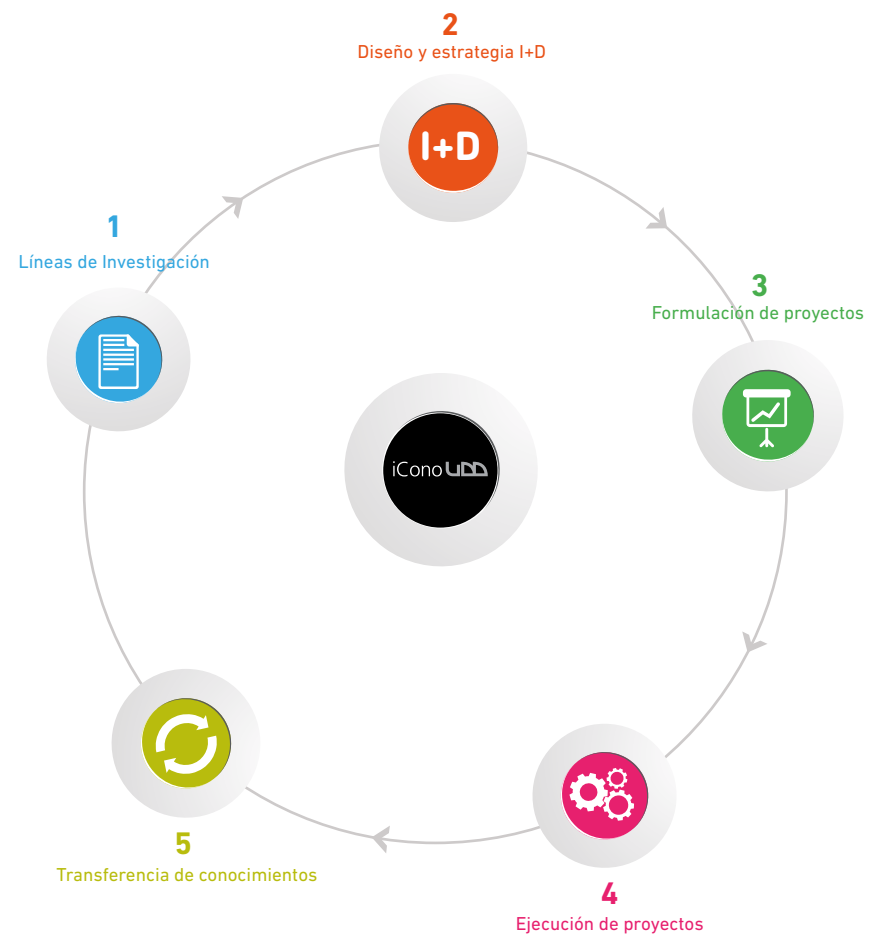 1
Líneas de Investigación
2
Diseño y estrategia I+D
I+D
3
Formulación de proyectos
4
Ejecución de proyectos
5
Transferencia de conocimientos
iCono UDD